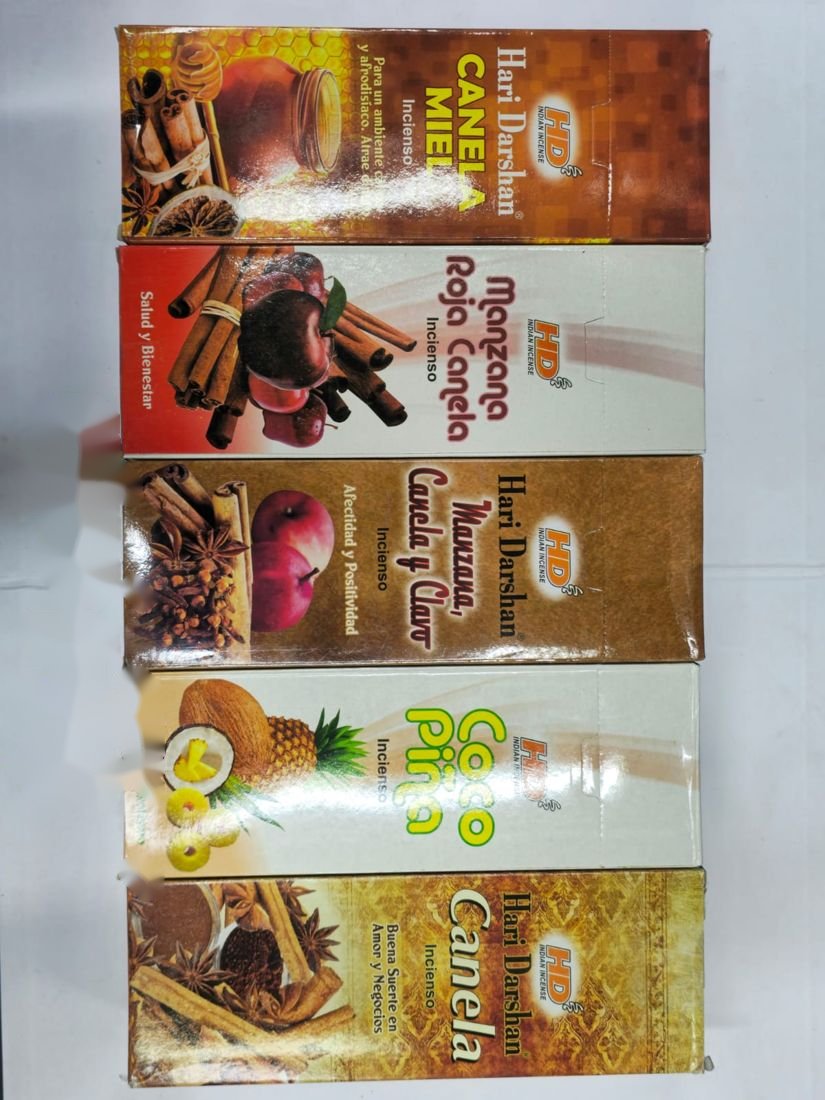 HD
INDIAN INCENSE
Hari Darshan®
CANELA
MIEL
Incienso
Para un ambiente
y afrodisíaco. Atrae
HD
INDIAN INCENSE
Manzana
Roja Canela
Incienso
Salud y Bienestar
HD
INDIAN INCENSE
Hari Darshan®
Manzana,
Canela y Clavo
Incienso
Afectidad y Positividad
HD
INDIAN INCENSE
Coco
Piña
Incienso
HD
INDIAN INCENSE
Hari Darshan®
Canela
Incienso
Buena Suerte en
Amor y Negocios